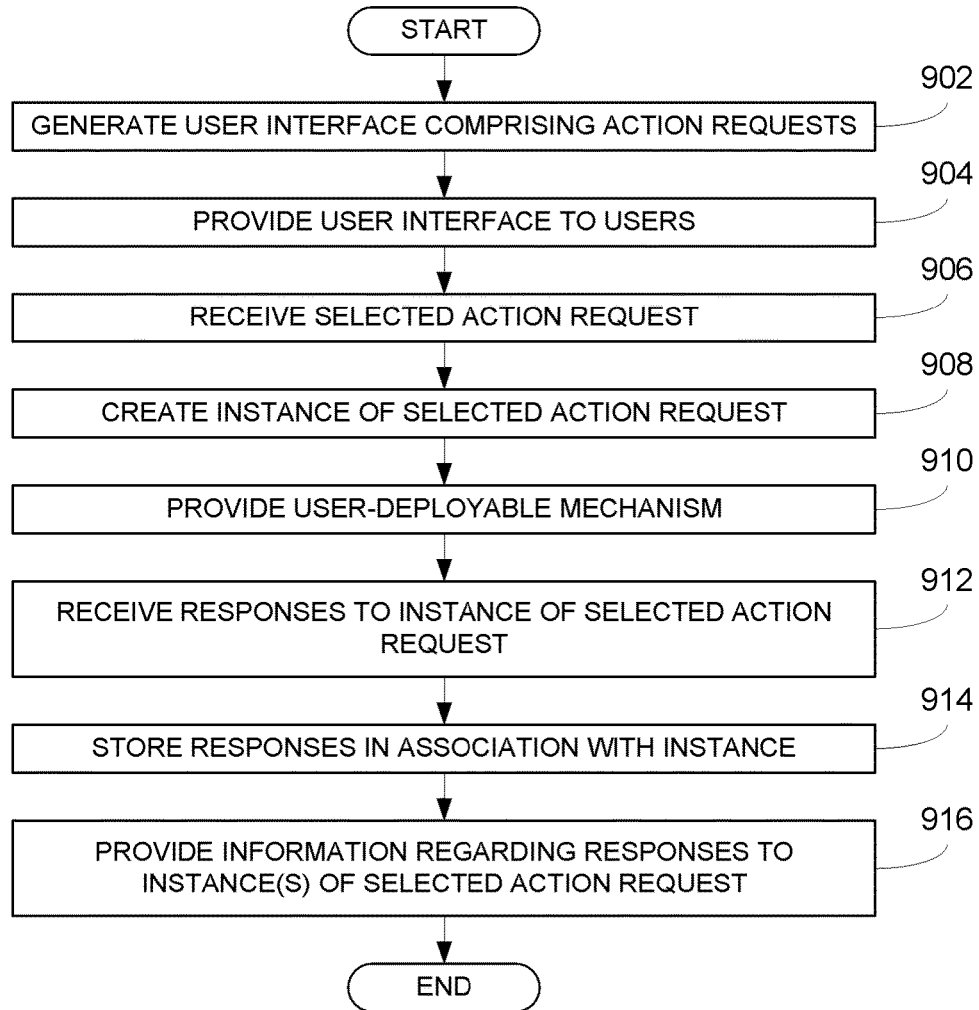 START
902
GENERATE USER INTERFACE COMPRISING ACTION REQUESTS
904
PROVIDE USER INTERFACE TO USERS
906
RECEIVE SELECTED ACTION REQUEST
908
CREATE INSTANCE OF SELECTED ACTION REQUEST
910
PROVIDE USER-DEPLOYABLE MECHANISM
912
RECEIVE RESPONSES TO INSTANCE OF SELECTED ACTION
REQUEST
914
STORE RESPONSES IN ASSOCIATION WITH INSTANCE
916
PROVIDE INFORMATION REGARDING RESPONSES TO
INSTANCE(S) OF SELECTED ACTION REQUEST
END